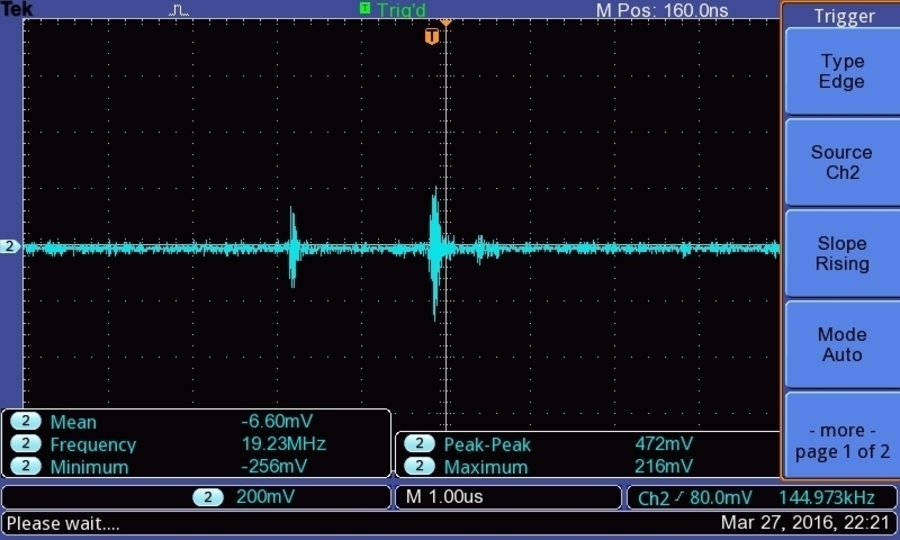 Tek T Trig'd M Pos: 160.0ns
T
Trigger
Type
Edge
Source
Ch2
2
Slope
Rising
Mode
Auto
- more -
page 1 of 2
2 Mean -6.60mV
2 Frequency 19.23MHz
2 Minimum -256mV
2 Peak-Peak 472mV
2 Maximum 216mV
2 200mV M 1.00us Ch2 80.0mV 144.973kHz
Please wait.... Mar 27, 2016, 22:21